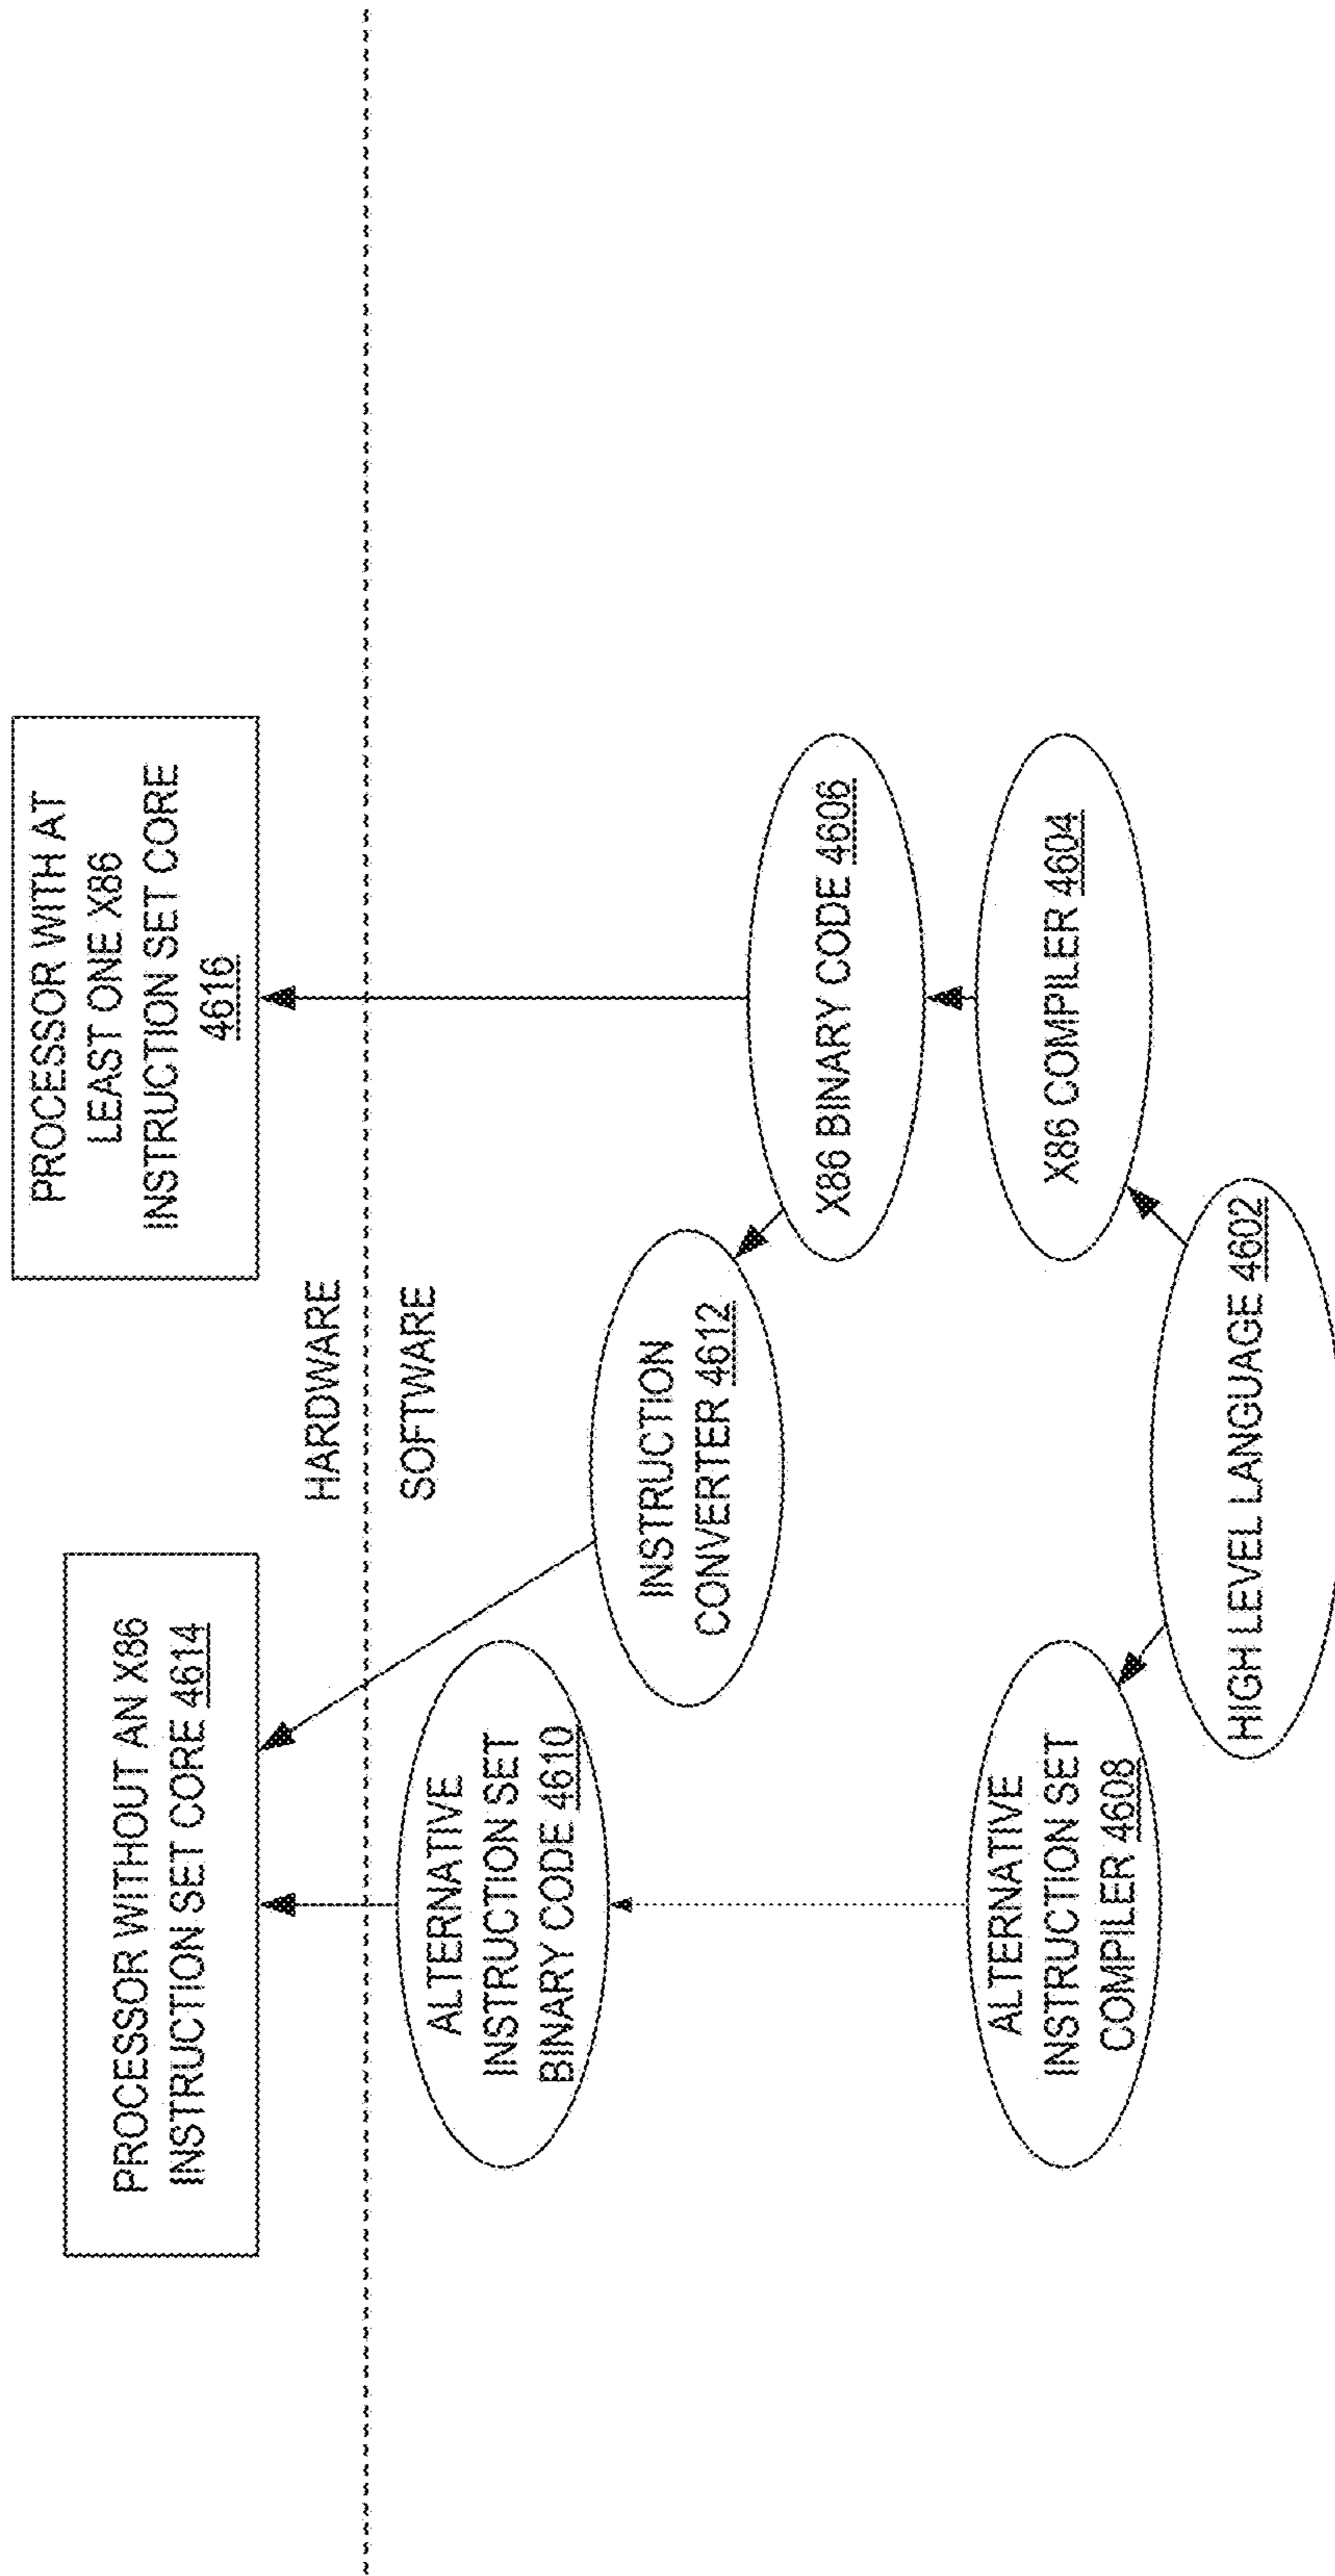 PROCESSOR WITHOUT AN X86
INSTRUCTION SET CORE 4614
PROCESSOR WITH AT
LEAST ONE X86
INSTRUCTION SET CORE
4616
HARDWARE
SOFTWARE
ALTERNATIVE
INSTRUCTION SET
BINARY CODE 4610
INSTRUCTION
CONVERTER 4612
X86 BINARY CODE 4606
ALTERNATIVE
INSTRUCTION SET
COMPILER 4608
X86 COMPILER 4604
HIGH LEVEL LANGUAGE 4602